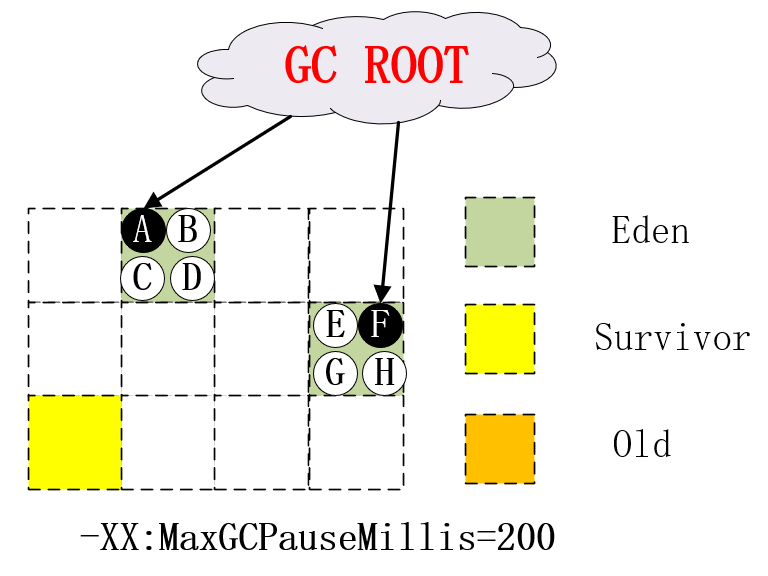 GC ROOT
A B
C D
E F
G H
Eden
Survivor
Old
-XX:MaxGCPauseMillis=200